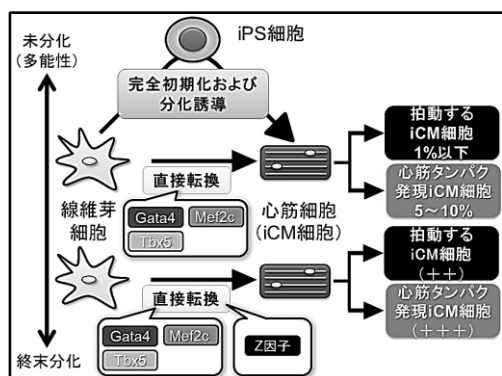 未分化
(多能性)
iPS細胞
完全初期化および
分化誘導
拍動する
iCM細胞
1%以下
直接転換
心筋タンパク
発現iCM細胞
5～10%
線維芽
細胞
Gata4
Mef2c
Tbx5
心筋細胞
(iCM細胞)
拍動する
iCM細胞
(++)
直接転換
心筋タンパク
発現iCM細胞
(+++)
Gata4
Mef2c
Tbx5
Z因子
終末分化